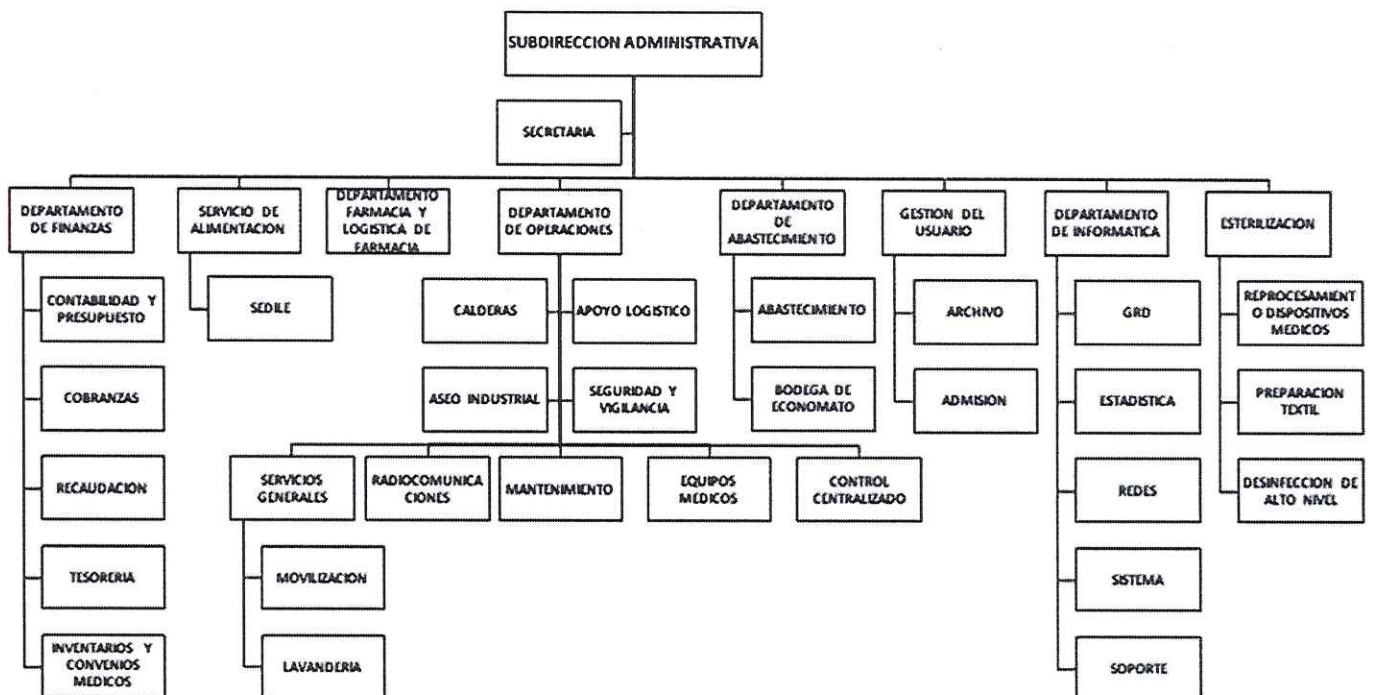 SUBDIRECCION ADMINISTRATIVA
SECRETARIA
DEPARTAMENTO
DE FINANZAS
SERVICIO DE
ALIMENTACION
DEPARTAMENTO
FARMACIA Y
LOGISTICA DE
FARMACIA
DEPARTAMENTO
DE OPERACIONES
DEPARTAMENTO
DE
ABASTECIMIENTO
GESTION DEL
USUARIO
DEPARTAMENTO
DE INFORMATICA
ESTERILIZACION
CONTABILIDAD Y
PRESUPUESTO
SEDILE
CALDERAS
APOYO LOGISTICO
ABASTECIMIENTO
ARCHIVO
GRD
REPROCESAMIENT
O DISPOSITIVOS
MEDICOS
COBRANZAS
ASEO INDUSTRIAL
SEGURIDAD Y
VIGILANCIA
BODEGA DE
ECONOMATO
ADMISION
ESTADISTICA
PREPARACION
TEXTIL
RECAUDACION
SERVICIOS
GENERALES
RADIOCOMUNICA
CIONES
MANTENIMIENTO
EQUIPOS
MEDICOS
CONTROL
CENTRALIZADO
REDES
DESINFECCION DE
ALTO NIVEL
TESORERIA
MOVILIZACION
SISTEMA
INVENTARIOS Y
CONVENIOS
MEDICOS
LAVANDERIA
SOPORTE